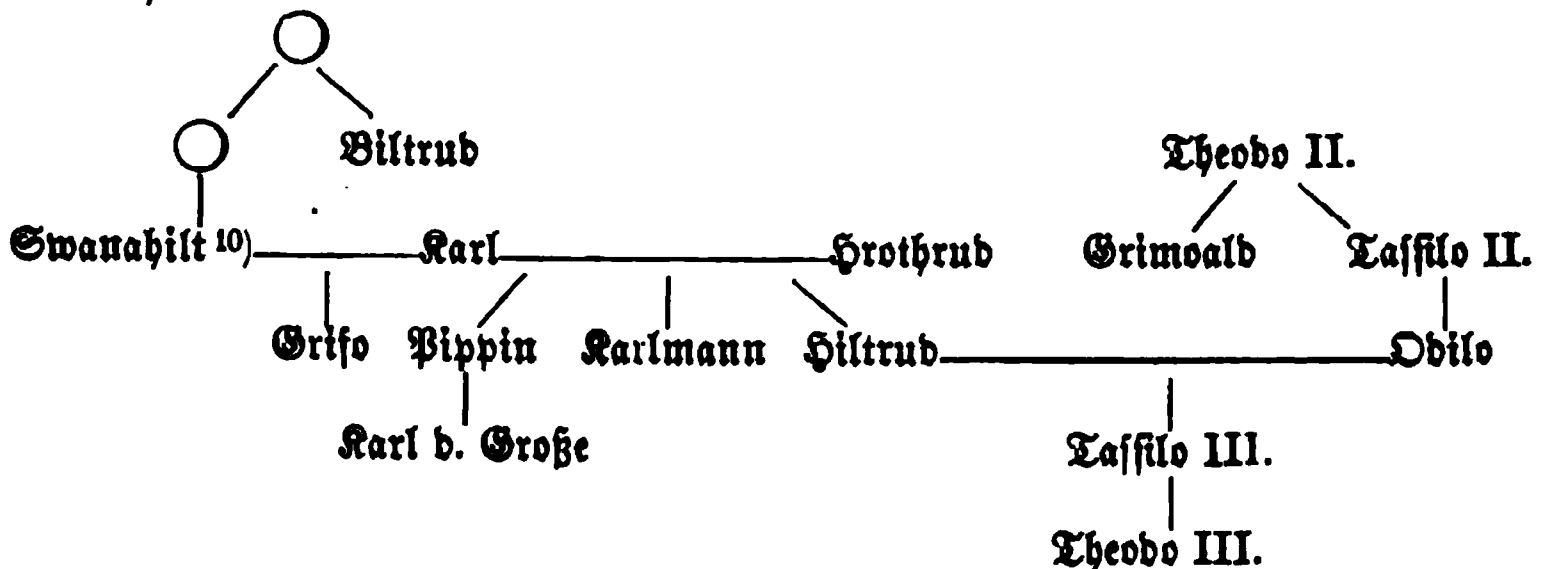 Biltrud Theodo II.
Swanahilt 10) Karl Hrothrud Grimoald Tassilo II.
Grifo Pippin Karlmann Hiltrud Odilo
Karl d. Große Tassilo III.
Theodo III.